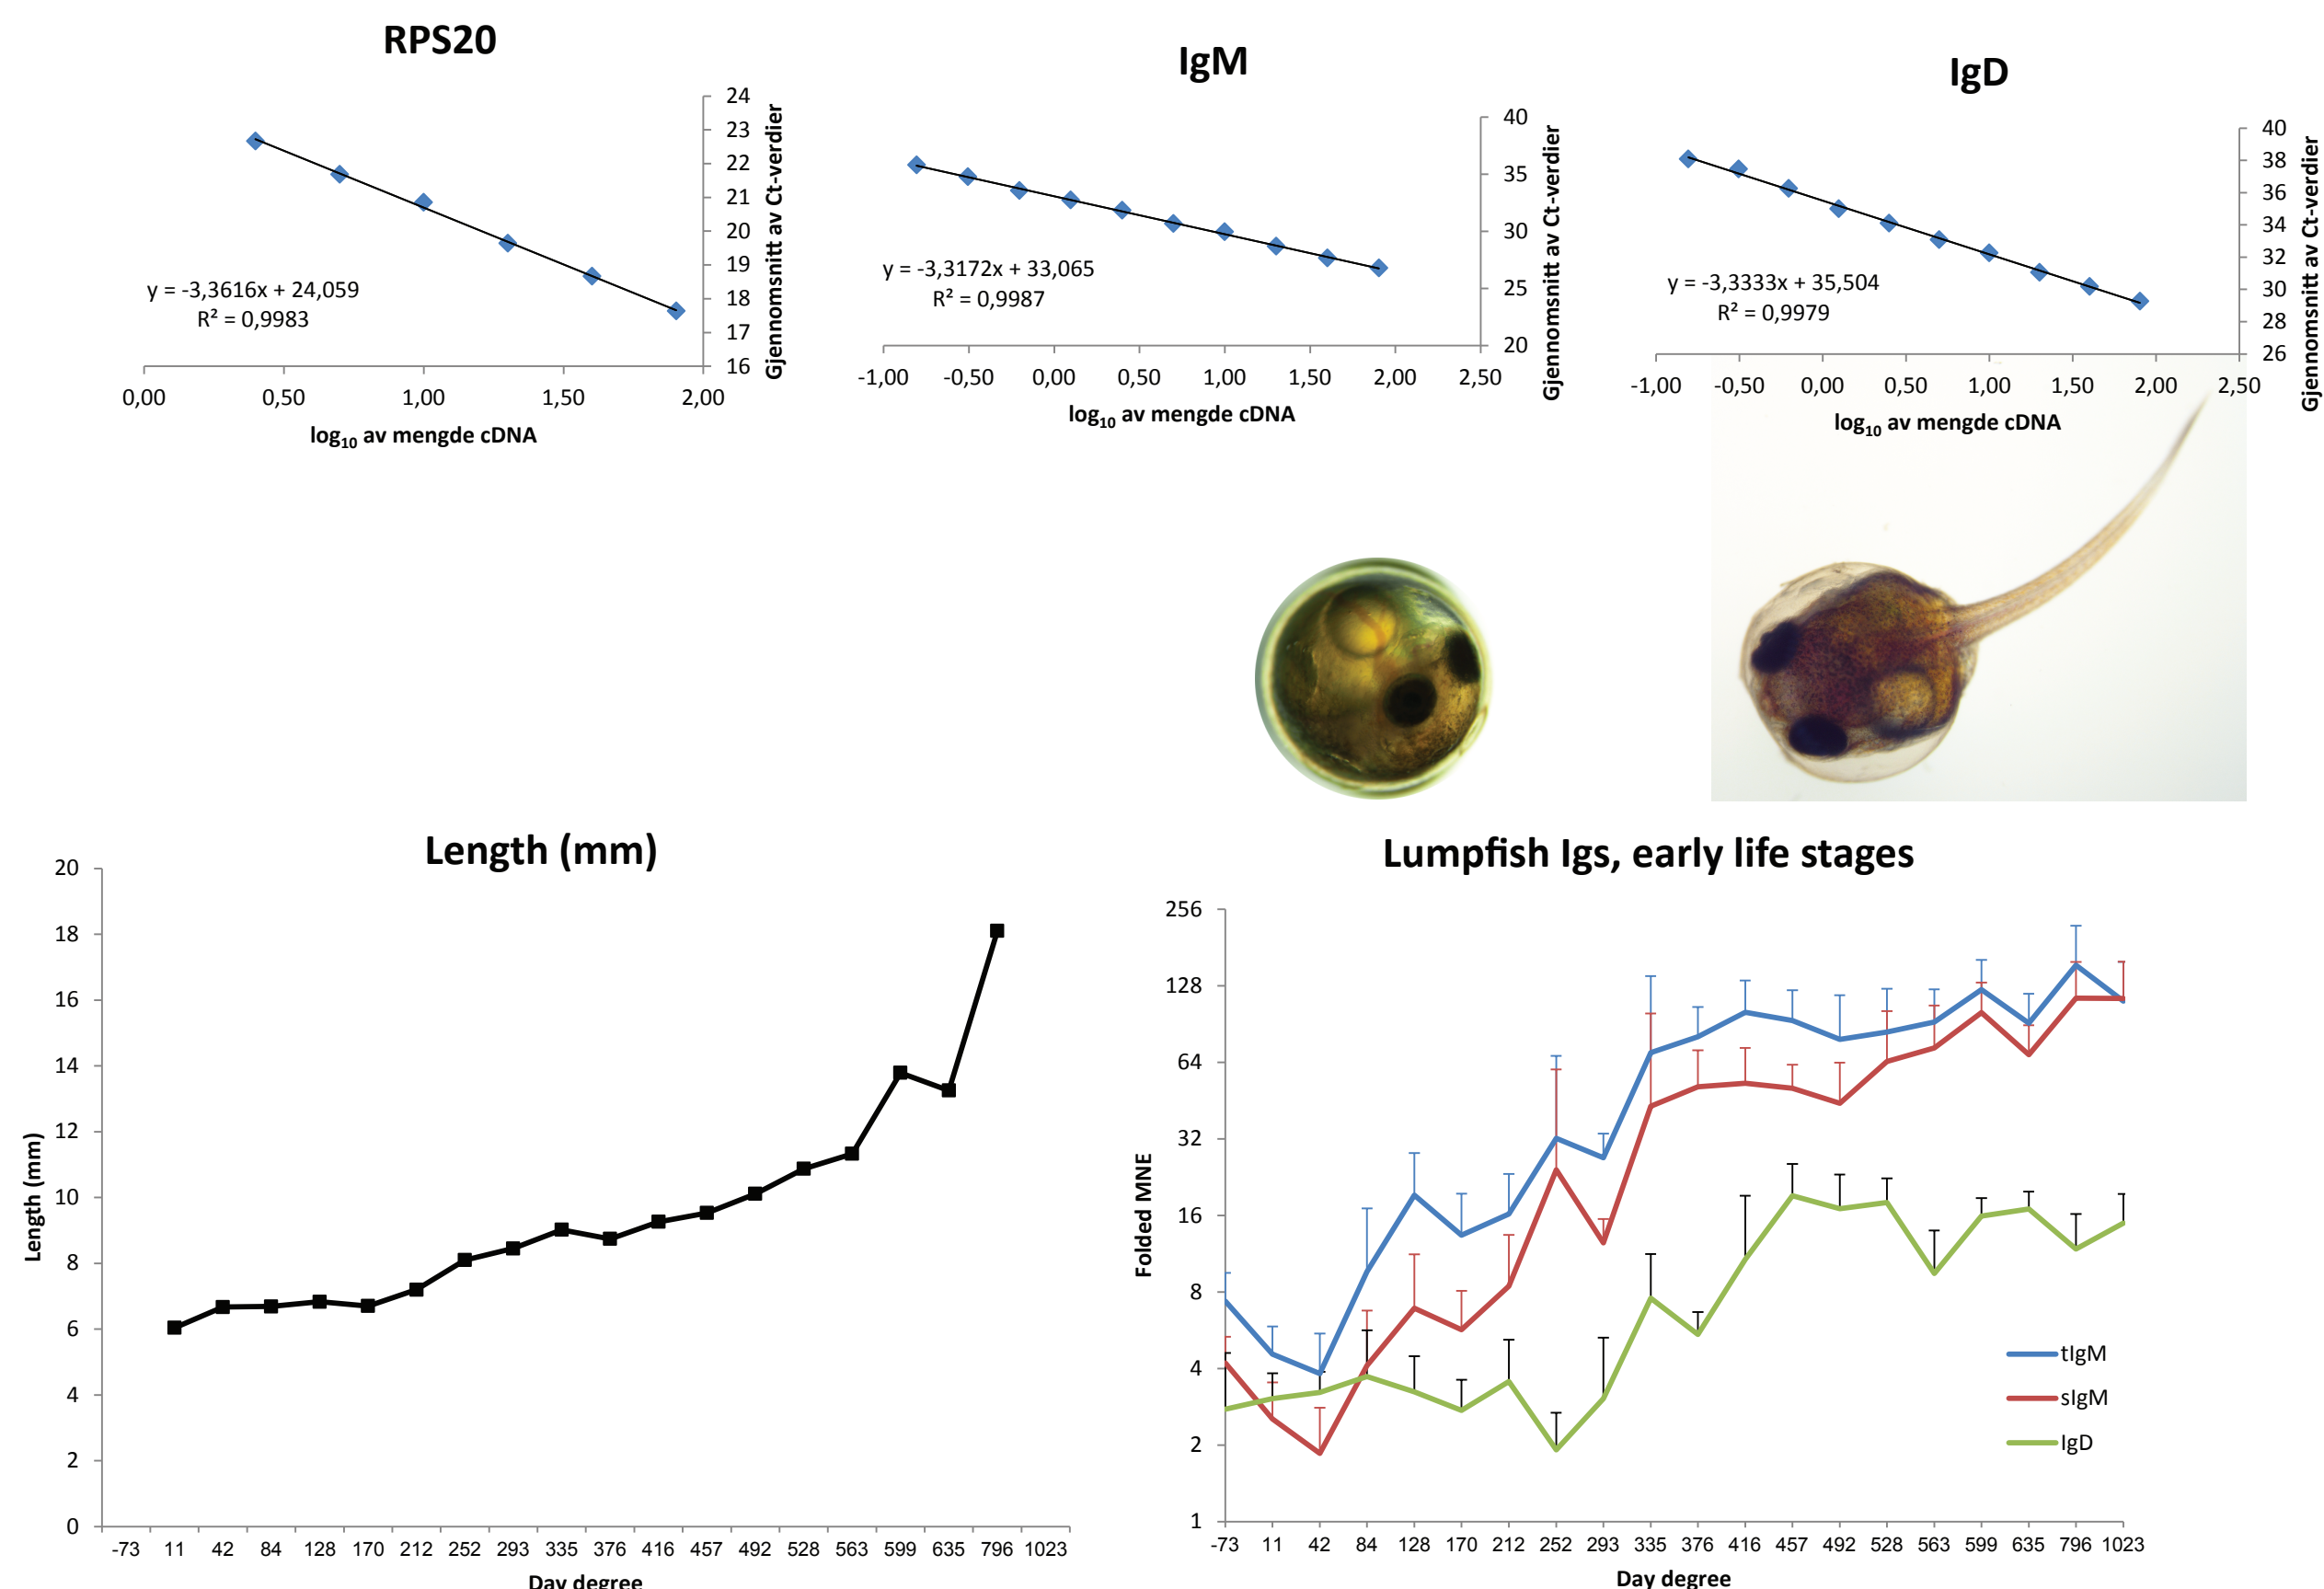 RPS20
24
23
22
21
20
19
18
17
16
Gjennomsnitt av Ct-verdier
y = -3,3616x + 24,059
R² = 0,9983
0,00 0,50 1,00 1,50 2,00
log₁₀ av mengde cDNA
IgM
40
35
30
25
20
Gjennomsnitt av Ct-verdier
y = -3,3172x + 33,065
R² = 0,9987
-1,00 -0,50 0,00 0,50 1,00 1,50 2,00 2,50
log₁₀ av mengde cDNA
IgD
40
38
36
34
32
30
28
26
Gjennomsnitt av Ct-verdier
y = -3,3333x + 35,504
R² = 0,9979
-1,00 -0,50 0,00 0,50 1,00 1,50 2,00 2,50
log₁₀ av mengde cDNA
Length (mm)
20
18
16
14
12
10
8
6
4
2
0
Length (mm)
-73 11 42 84 128 170 212 252 293 335 376 416 457 492 528 563 599 635 796 1023
Day degree
Lumpfish Igs, early life stages
256
128
64
32
16
8
4
2
1
Folded MNE
tIgM
sIgM
IgD
-73 11 42 84 128 170 212 252 293 335 376 416 457 492 528 563 599 635 796 1023
Day degree